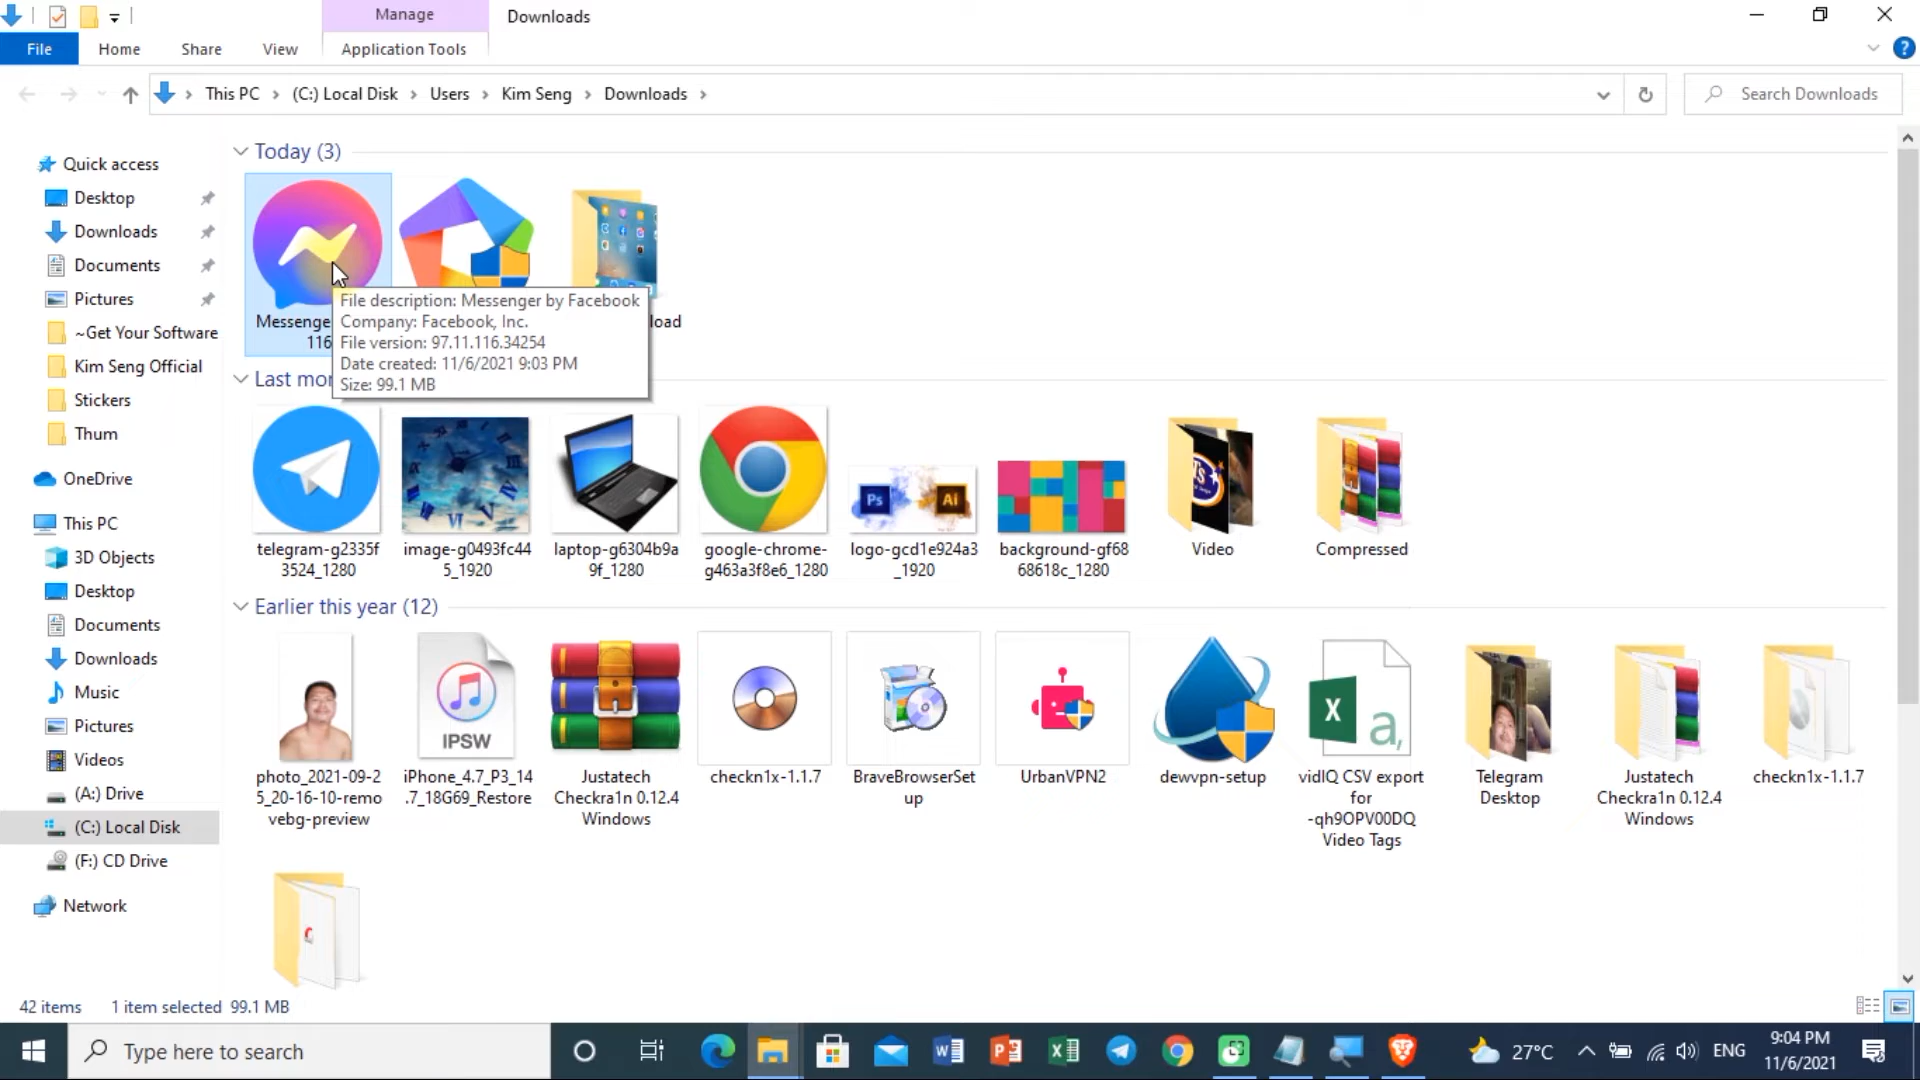 Manage
Downloads
File
Home
Share
View
Application Tools
?
This PC
(C:) Local Disk
Users
Kim Seng
Downloads
Search Downloads
Quick access
Desktop
Downloads
Documents
Pictures
~Get Your Software
Kim Seng Official
Stickers
Thum
OneDrive
This PC
3D Objects
Desktop
Documents
Downloads
Music
Pictures
Videos
(A:) Drive
(C:) Local Disk
(F:) CD Drive
Network
Today (3)
Messenge
116
load
File description: Messenger by Facebook
Company: Facebook, Inc.
File version: 97.11.116.34254
Date created: 11/6/2021 9:03 PM
Size: 99.1 MB
Last mo
telegram-g2335f
3524_1280
image-g0493fc44
5_1920
laptop-g6304b9a
9f_1280
google-chrome-
g463a3f8e6_1280
Ps
Ai
logo-gcd1e924a3
_1920
background-gf68
68618c_1280
Video
Compressed
Earlier this year (12)
photo_2021-09-2
5_20-16-10-remo
vebg-preview
IPSW
iPhone_4.7_P3_14
.7_18G69_Restore
Justatech
Checkra1n 0.12.4
Windows
checkn1x-1.1.7
BraveBrowserSet
up
UrbanVPN2
dewvpn-setup
X
a,
vidIQ CSV export
for
-qh9OPV00DQ
Video Tags
Telegram
Desktop
Justatech
Checkra1n 0.12.4
Windows
checkn1x-1.1.7
42 items
1 item selected 99.1 MB
Type here to search
27°C
ENG
9:04 PM
11/6/2021